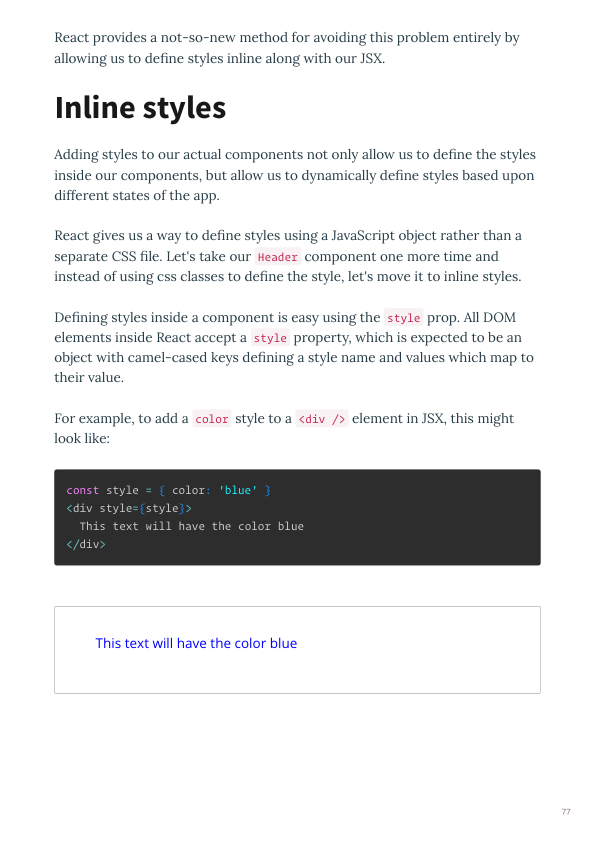 React provides a not-so-new method for avoiding this problem entirely by
allowing us to define styles inline along with our JSX.
Inline styles
Adding styles to our actual components not only allow us to define the styles
inside our components, but allow us to dynamically define styles based upon
different states of the app.
React gives us a way to define styles using a JavaScript object rather than a
separate CSS file. Let's take our Header component one more time and
instead of using css classes to define the style, let's move it to inline styles.
Defining styles inside a component is easy using the style prop. All DOM
elements inside React accept a style property, which is expected to be an
object with camel-cased keys defining a style name and values which map to
their value.
For example, to add a color style to a <div /> element in JSX, this might
look like:
const style = { color: 'blue' }
<div style={style}>
  This text will have the color blue
</div>
This text will have the color blue
77